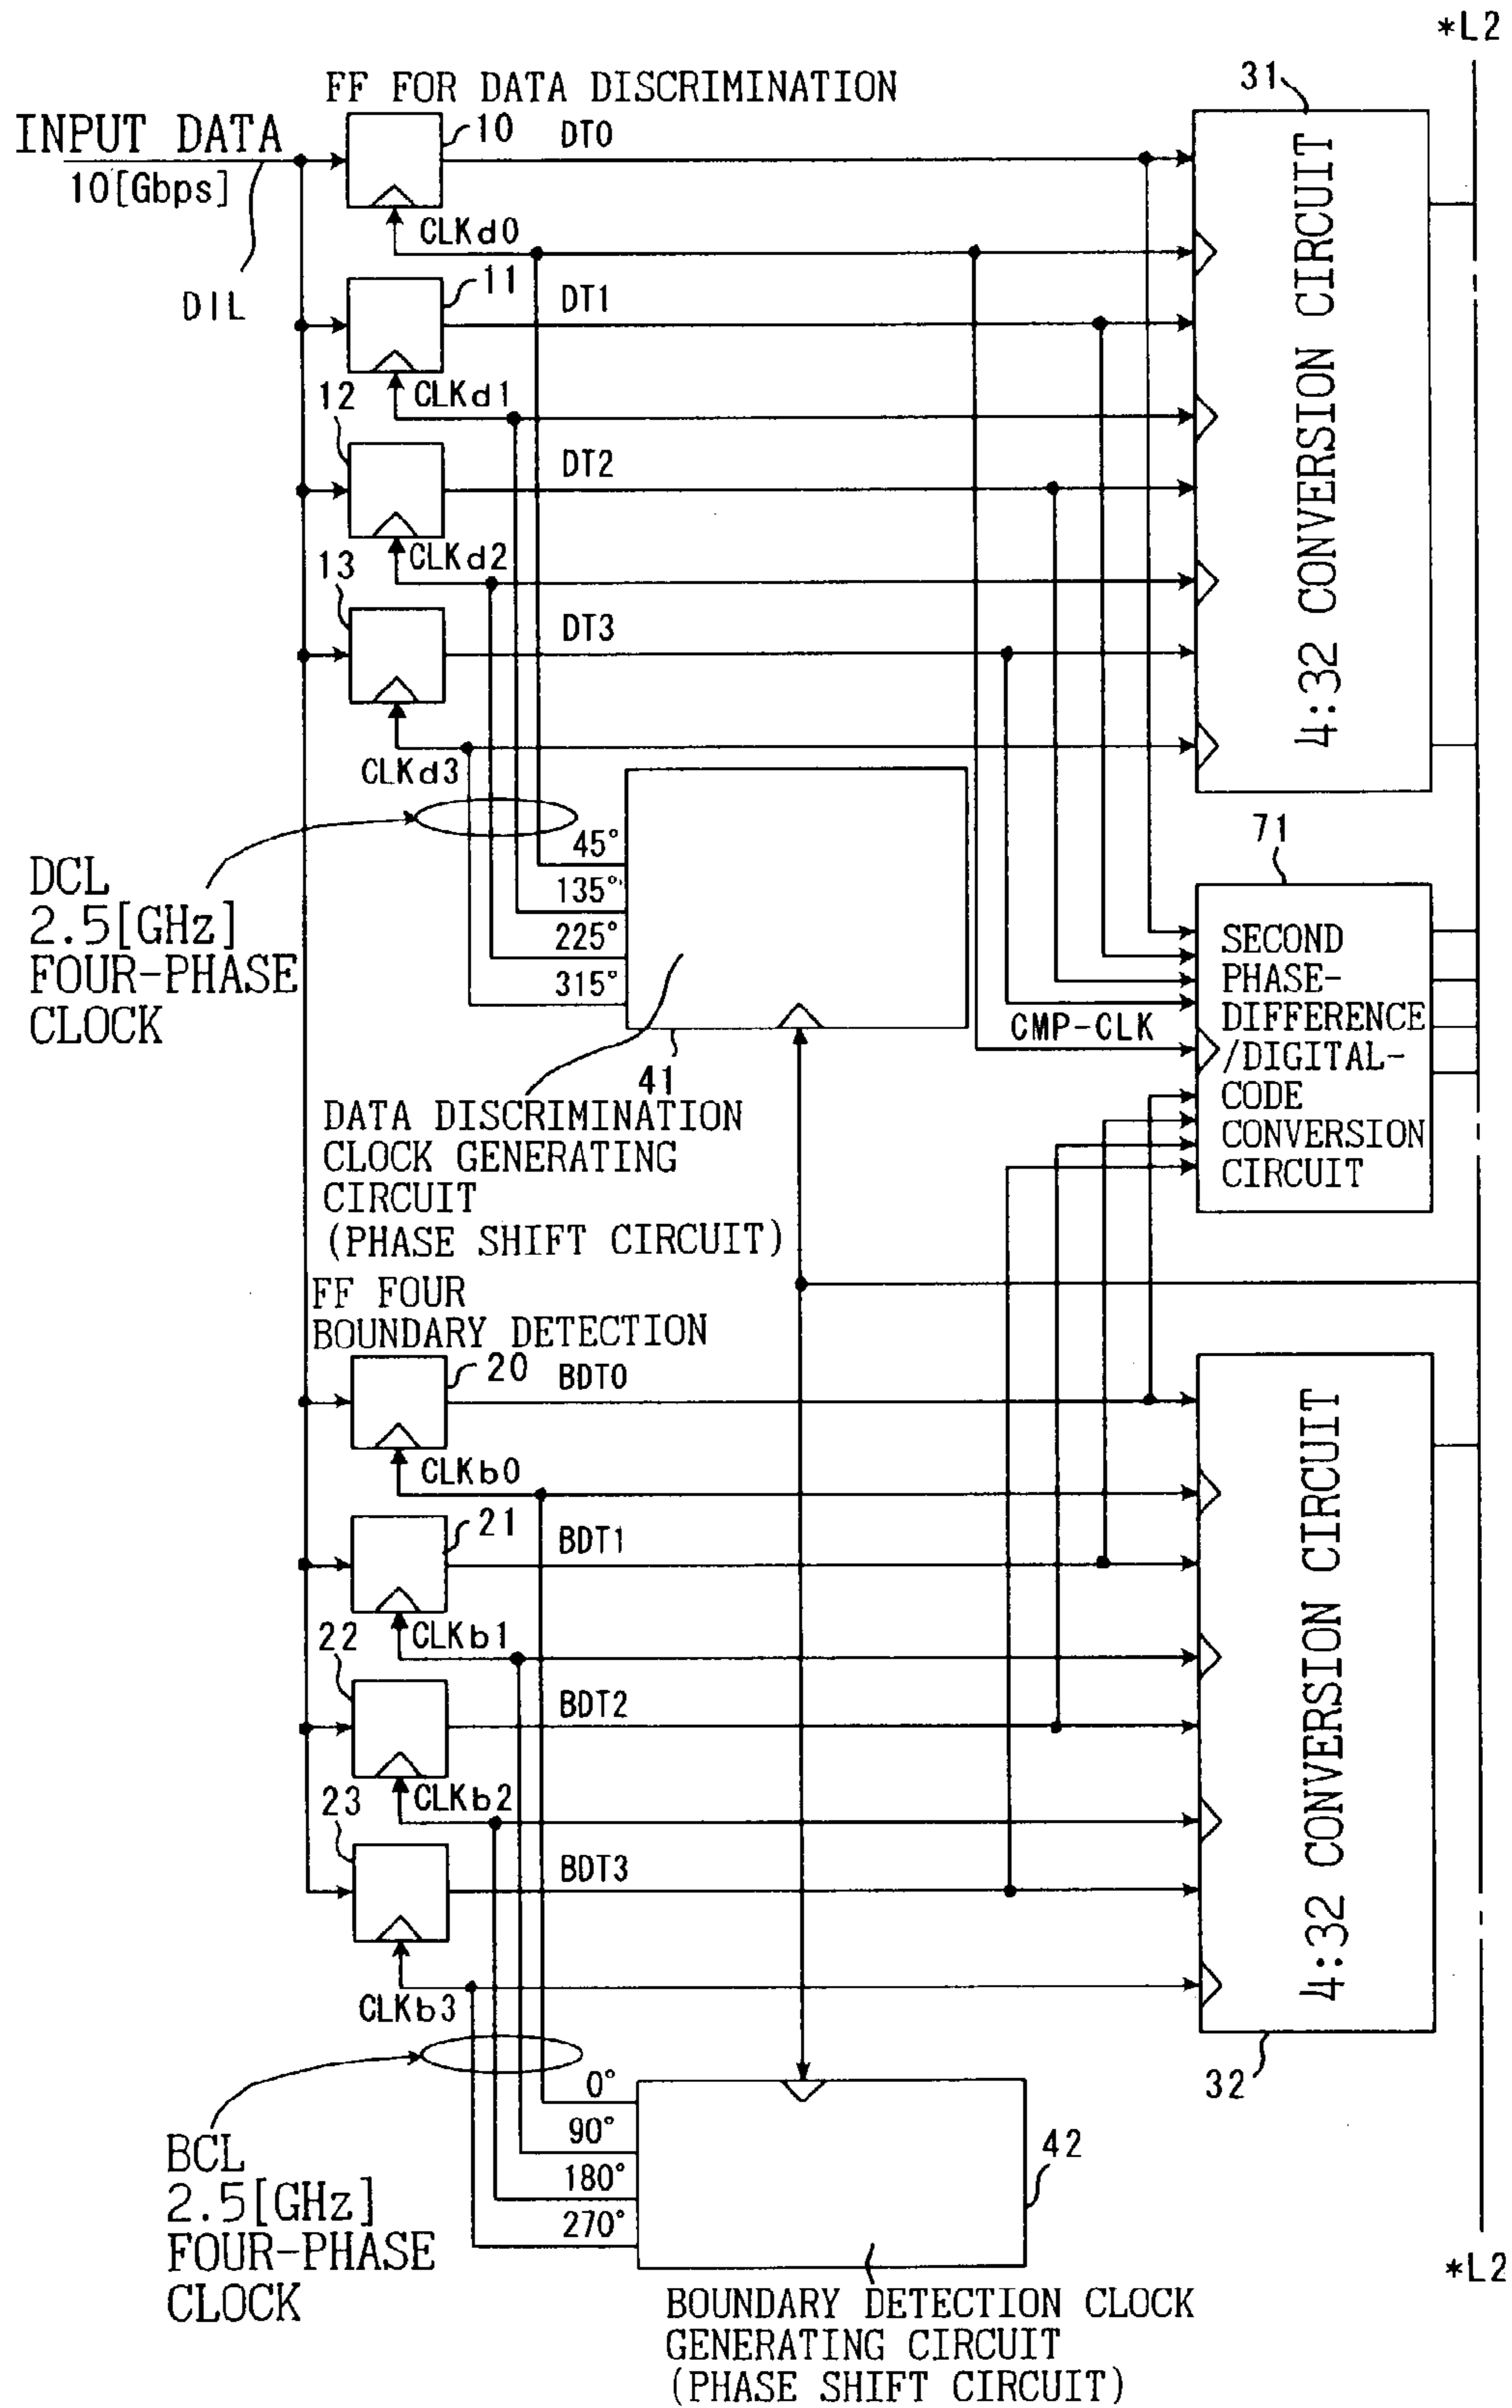 *L2
31
FF FOR DATA DISCRIMINATION
INPUT DATA
10[Gbps]
DIL
10
DT0
CLKd0
11
DT1
CLKd1
12
DT2
CLKd2
13
DT3
CLKd3
4:32 CONVERSION CIRCUIT
DCL
2.5[GHz]
FOUR-PHASE
CLOCK
45°
135°
225°
315°
41
DATA DISCRIMINATION
CLOCK GENERATING
CIRCUIT
(PHASE SHIFT CIRCUIT)
71
SECOND
PHASE-
DIFFERENCE
/DIGITAL-
CODE
CONVERSION
CIRCUIT
CMP-CLK
FF FOUR
BOUNDARY DETECTION
20
BDT0
CLKb0
21
BDT1
CLKb1
22
BDT2
CLKb2
23
BDT3
CLKb3
4:32 CONVERSION CIRCUIT
32
BCL
2.5[GHz]
FOUR-PHASE
CLOCK
0°
90°
180°
270°
42
BOUNDARY DETECTION CLOCK
GENERATING CIRCUIT
(PHASE SHIFT CIRCUIT)
*L2